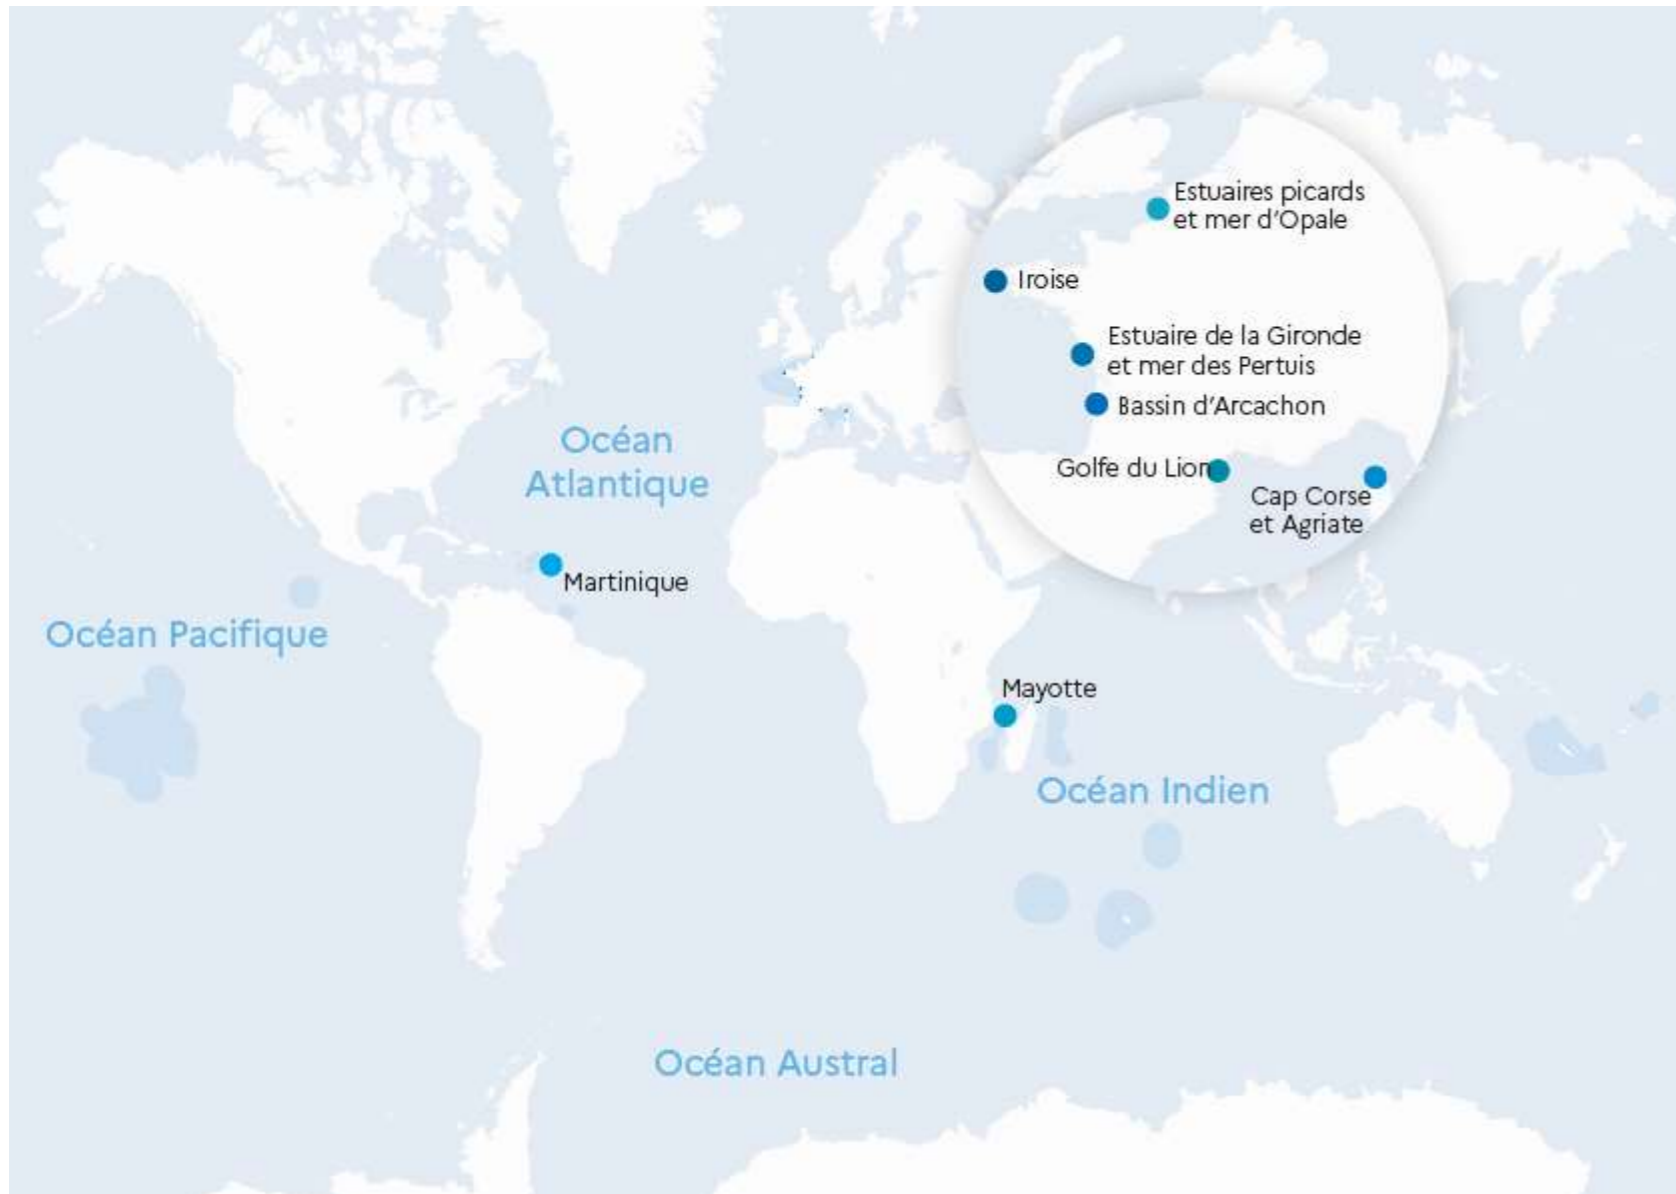 Estuaires picards
et mer d'Opale
Iroise
Estuaire de la Gironde
et mer des Pertuis
Bassin d'Arcachon
Golfe du Lion
Cap Corse
et Agriate
Océan
Atlantique
Martinique
Océan Pacifique
Mayotte
Océan Indien
Océan Austral